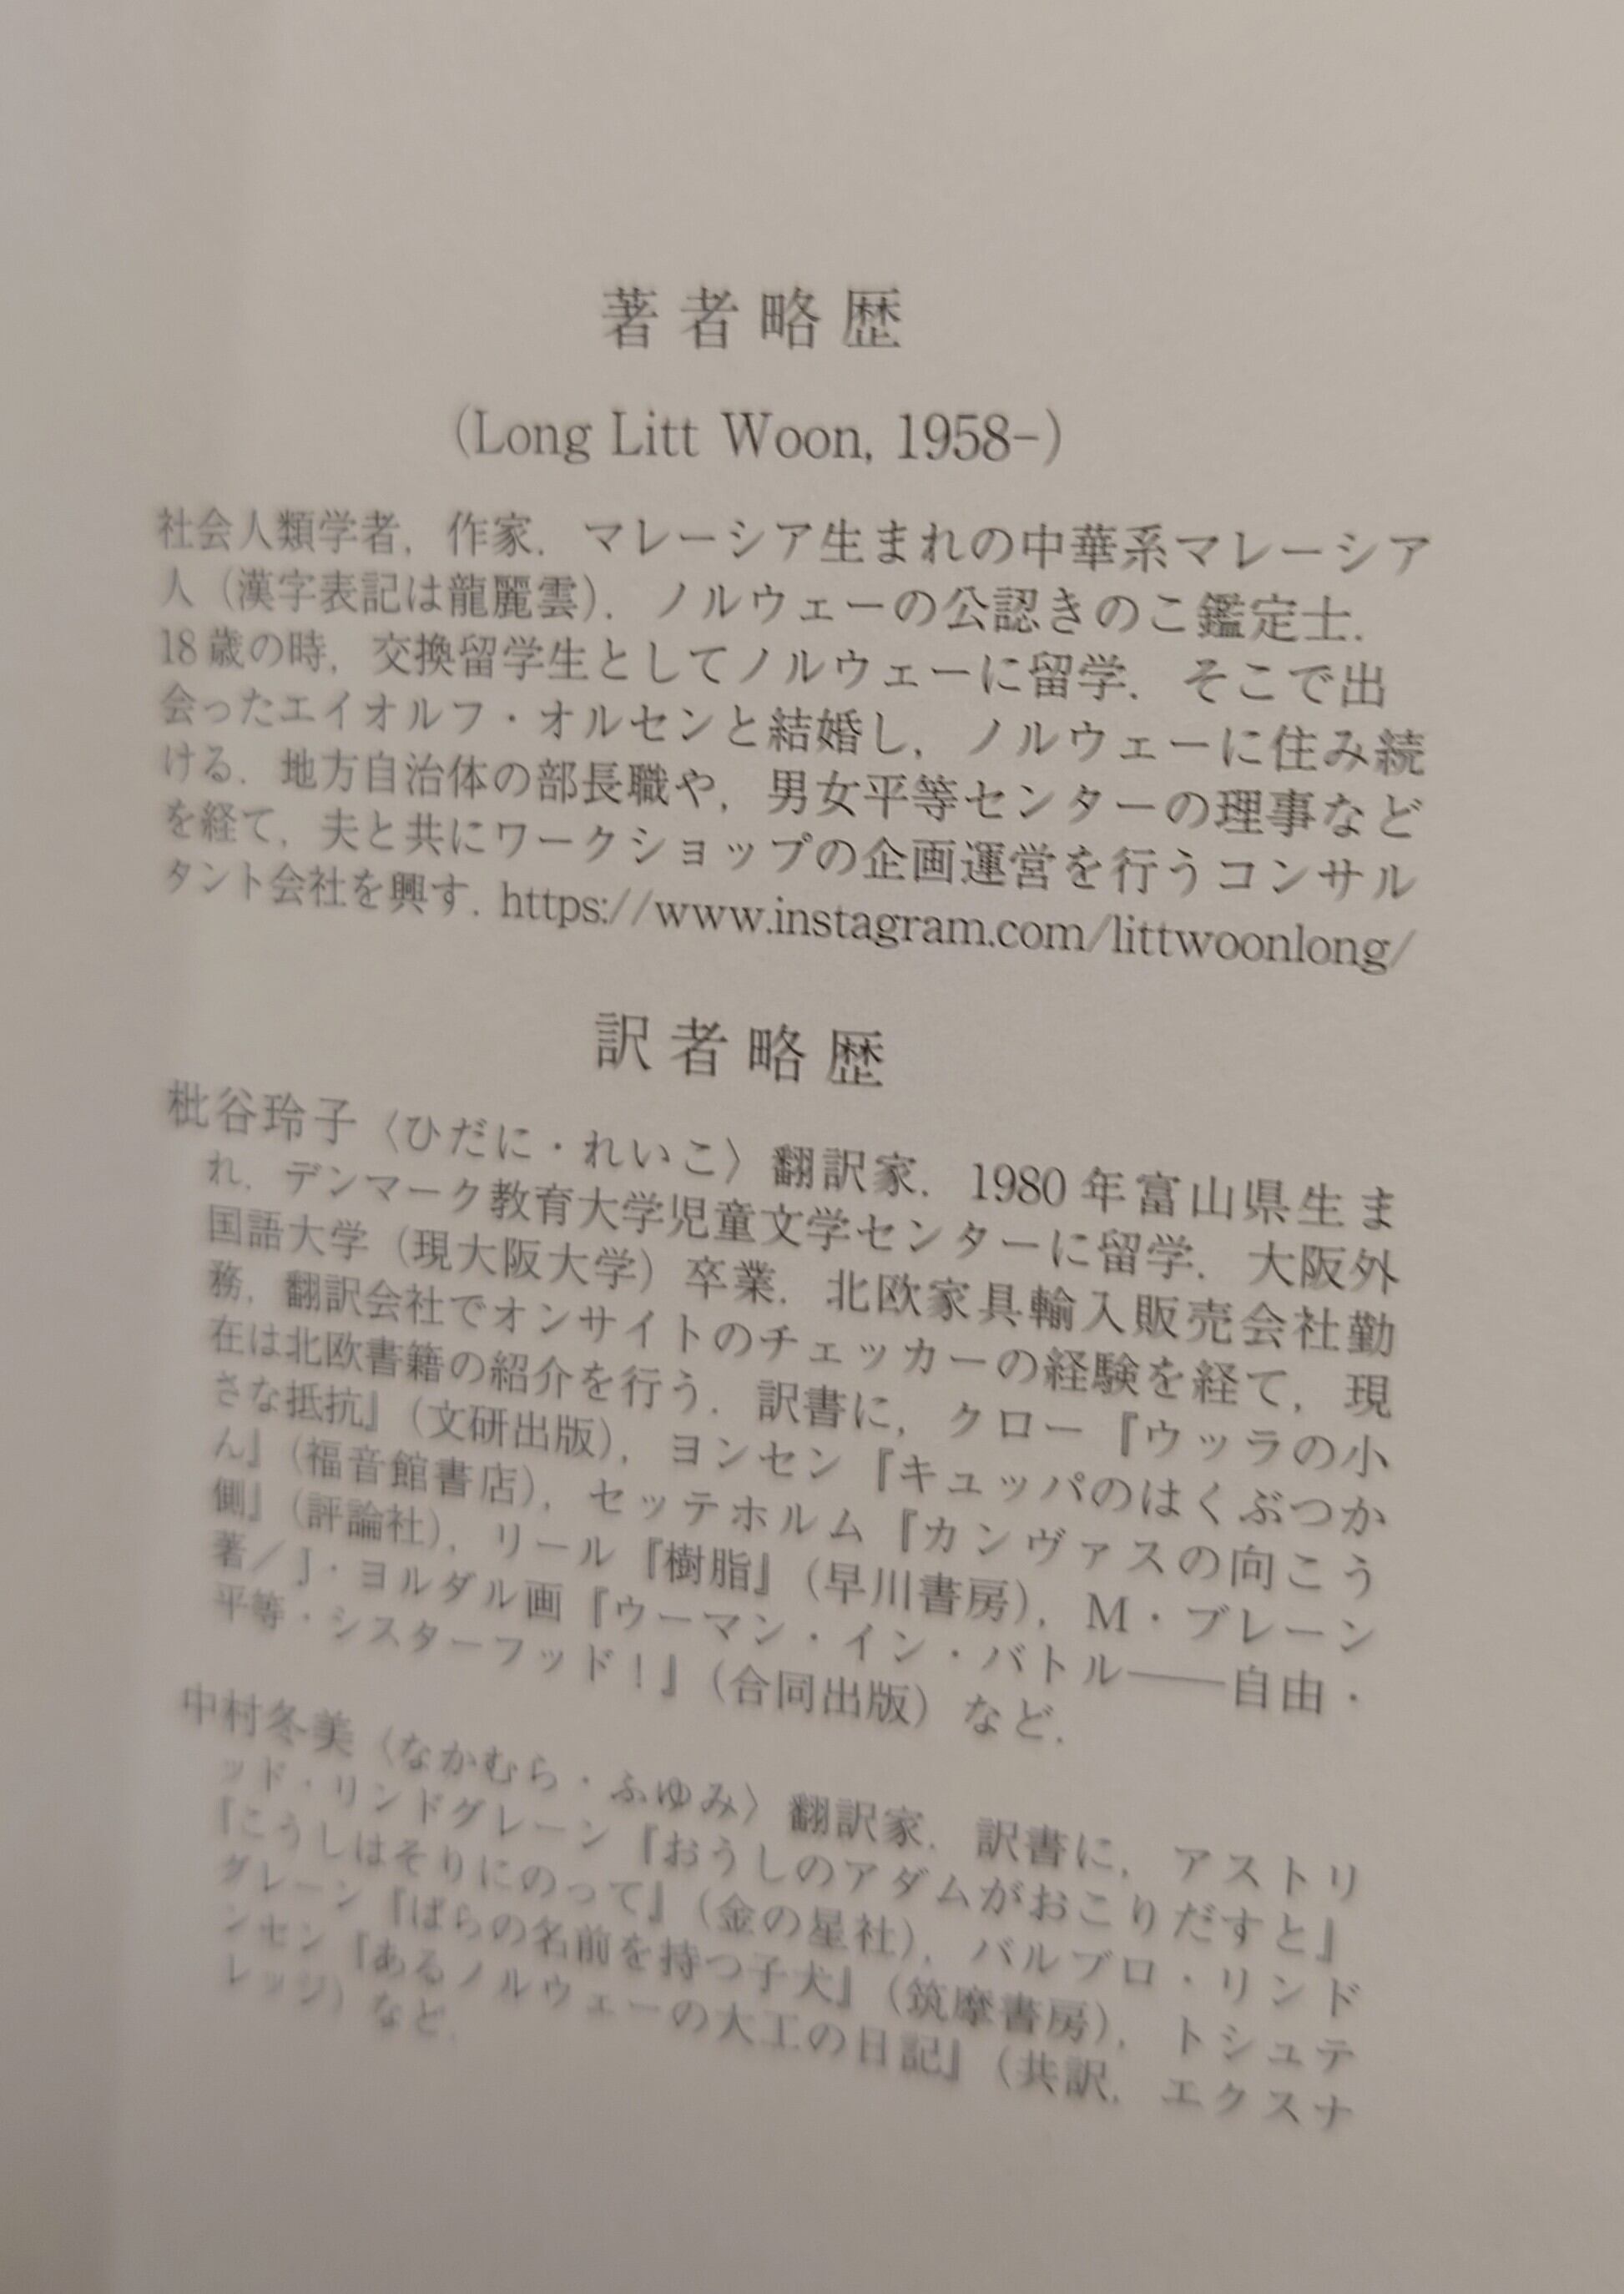 著者略歴
(Long Litt Woon, 1958–)
社会人類学者，作家．マレーシア生まれの中華系マレーシア
人（漢字表記は龍麗雲）．ノルウェーの公認きのこ鑑定士．
18歳の時，交換留学生としてノルウェーに留学．そこで出
会ったエイオルフ・オルセンと結婚し，ノルウェーに住み続
ける．地方自治体の部長職や，男女平等センターの理事など
を経て，夫と共にワークショップの企画運営を行うコンサル
タント会社を興す．https://www.instagram.com/littwoonlong/
訳者略歴
枇谷玲子〈ひだに・れいこ〉翻訳家．1980年富山県生ま
れ．デンマーク教育大学児童文学センターに留学．大阪外
国語大学（現大阪大学）卒業．北欧家具輸入販売会社勤
務，翻訳会社でオンサイトのチェッカーの経験を経て，現
在は北欧書籍の紹介を行う．訳書に，クロー『ウッラの小
さな抵抗』（文研出版），ヨンセン『キュッパのはくぶつか
ん』（福音館書店），セッテホルム『カンヴァスの向こう
側』（評論社），リール『樹脂』（早川書房），M・ブレーン
著／J・ヨルダル画『ウーマン・イン・バトル――自由・
平等・シスターフッド！』（合同出版）など．
中村冬美〈なかむら・ふゆみ〉翻訳家．訳書に，アストリ
ッド・リンドグレーン『おうしのアダムがおこりだすと』
『こうしはそりにのって』（金の星社），バルブロ・リンド
グレーン『ばらの名前を持つ子犬』（筑摩書房），トシュテ
ンセン『あるノルウェーの大工の日記』（共訳，エクスナ
レッジ）など．